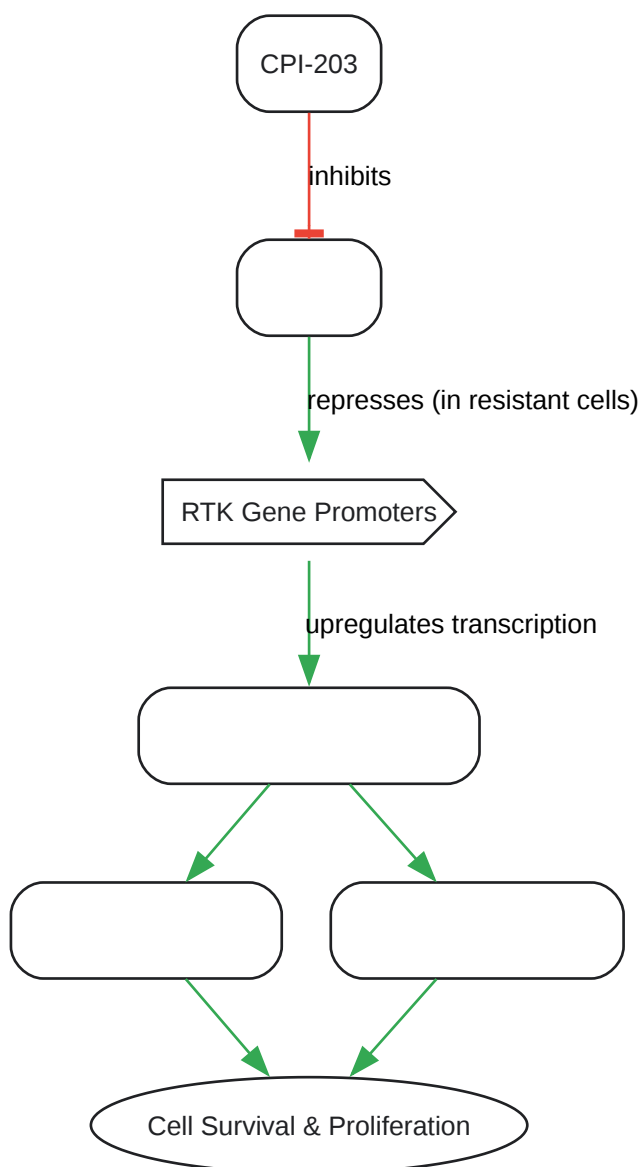 CPI-203
inhibits
represses (in resistant cells)
RTK Gene Promoters
upregulates transcription
Cell Survival & Proliferation